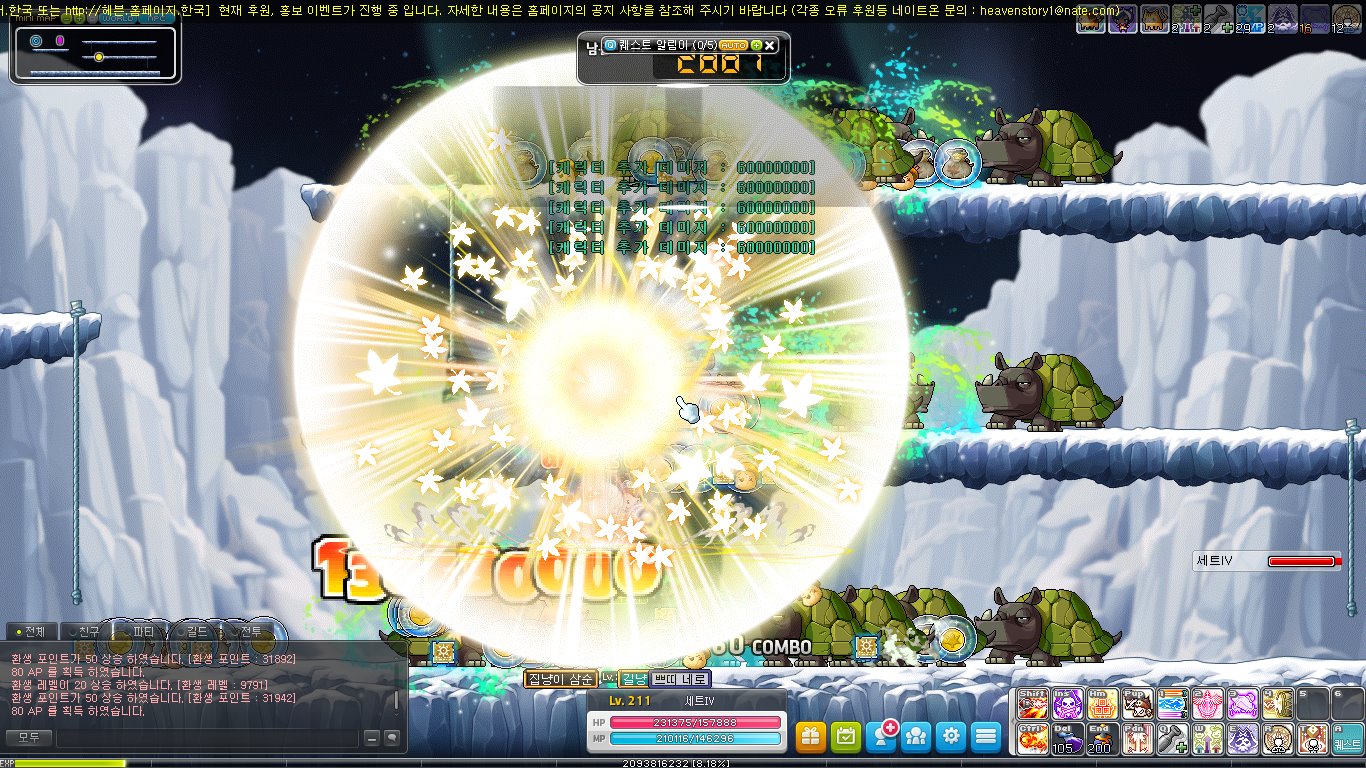 버,한국 또는 http://헤븐.홈페이지.한국] 현재 후원, 홍보 이벤트가 진행 중 입니다. 자세한 내용은 홈페이지의 공지 사항을 참조해 주시기 바랍니다 (각종 오류 후원등 네이트온 문의 : heavenstory1@nate.com)
MINI MAP WORLD NPC
퀘스트 알림이 (0/5) AUTO
남
[캐릭터 추가 데미지 : 60000000]
[캐릭터 추가 데미지 : 60000000]
[캐릭터 추가 데미지 : 60000000]
[캐릭터 추가 데미지 : 60000000]
[캐릭터 추가 데미지 : 60000000]
세트IV
COMBO
전체 친구 파티 길드 전투
환생 포인트가 50 상승 하였습니다. [환생 포인트 : 31892]
80 AP 를 획득 하였습니다.
환생 레벨이 20 상승 하였습니다. [환생 레벨 : 9791]
환생 포인트가 50 상승 하였습니다. [환생 포인트 : 31942]
80 AP 를 획득 하였습니다.
모두
집냥이 삼순 Lv. 길냥 쁘띠 네로
Lv. 211 세트IV
HP 231375/157888
MP 210116/146296
Shift Ins Hm Pup
Ctrl Del End Pdn
105 200
퀘스트
EXP 2093816232 [8.18%]